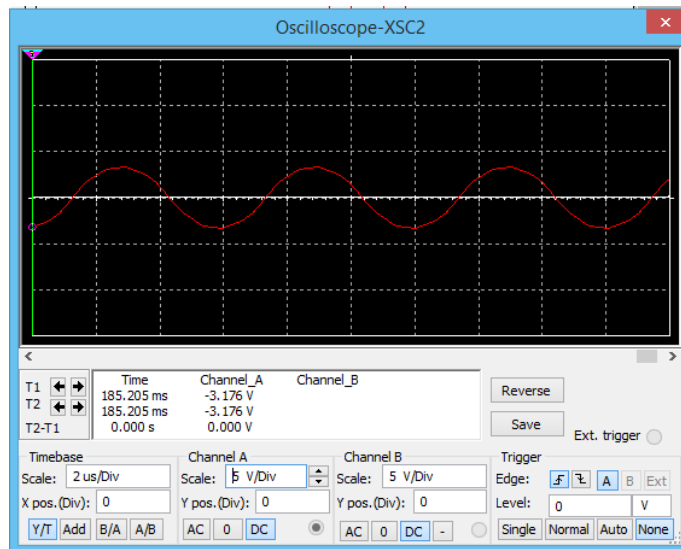 Oscilloscope-XSC2
×
T1
T2
T2-T1
Time Channel_A Channel_B
185.205 ms -3.176 V
185.205 ms -3.176 V
0.000 s 0.000 V
Reverse
Save
Ext. trigger
Timebase
Scale: 2 us/Div
X pos.(Div): 0
Y/T Add B/A A/B
Channel A
Scale: 5 V/Div
Y pos.(Div): 0
AC 0 DC
Channel B
Scale: 5 V/Div
Y pos.(Div): 0
AC 0 DC -
Trigger
Edge: A B Ext
Level: 0 V
Single Normal Auto None